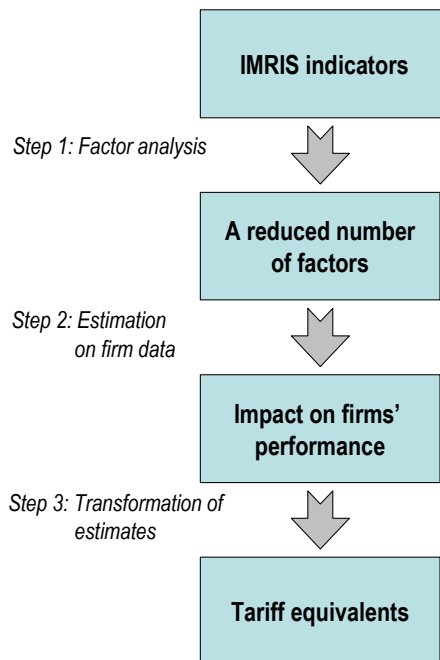 IMRIS indicators
Step 1: Factor analysis
A reduced number
of factors
Step 2: Estimation
on firm data
Impact on firms’
performance
Step 3: Transformation of
estimates
Tariff equivalents